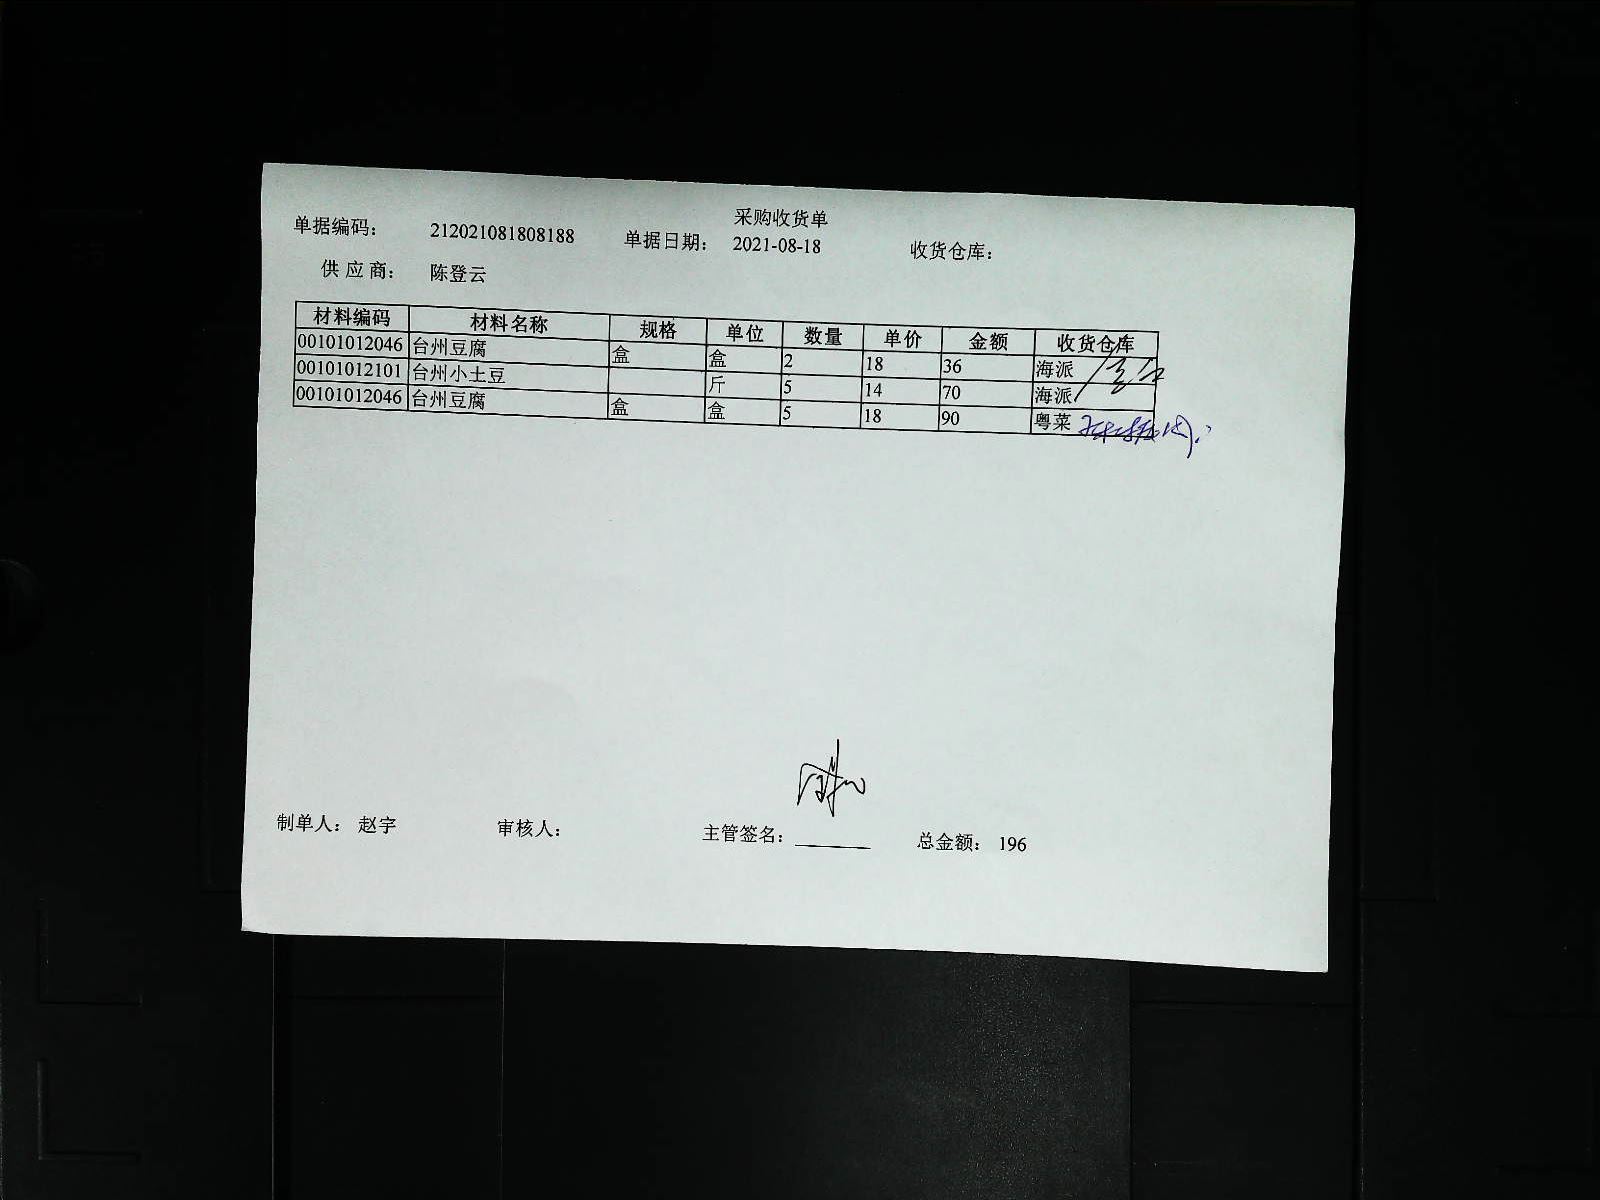 采购收货单
单据编码: 212021081808188 单据日期: 2021-08-18 收货仓库:
供应商: 陈登云
材料编码 材料名称 规格 单位 数量 单价 金额 收货仓库
00101012046 台州豆腐 盒 盒 2 18 36 海派
00101012101 台州小土豆 斤 5 14 70 海派
00101012046 台州豆腐 盒 盒 5 18 90 粤菜
制单人: 赵宇 审核人: 主管签名: 总金额: 196